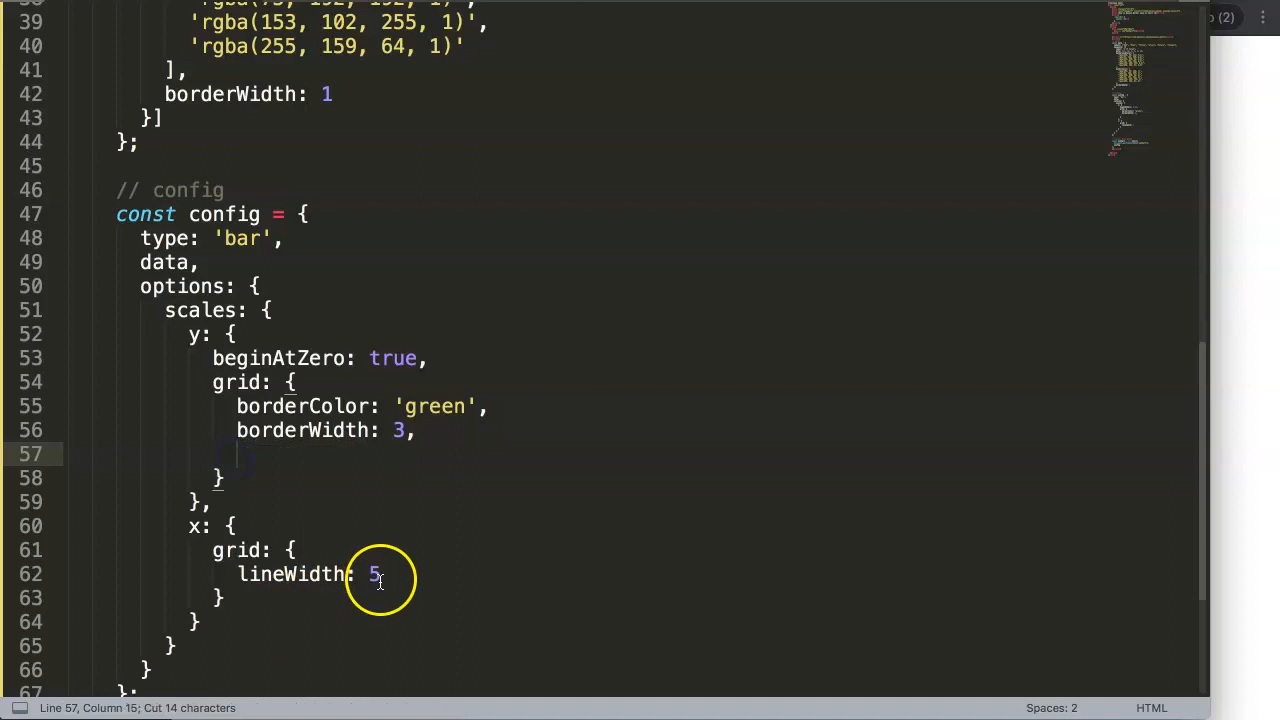 39 'rgba(153, 102, 255, 1)',
(2)
40 'rgba(255, 159, 64, 1)'
41 ],
42 borderWidth: 1
43 }]
44 };
45
46 // config
47 const config = {
48 type: 'bar',
49 data,
50 options: {
51 scales: {
52 y: {
53 beginAtZero: true,
54 grid: {
55 borderColor: 'green',
56 borderWidth: 3,
57
58 }
59 },
60 x: {
61 grid: {
62 lineWidth: 5
63 }
64 }
65 }
66 }
67 };
Line 57, Column 15; Cut 14 characters Spaces: 2 HTML